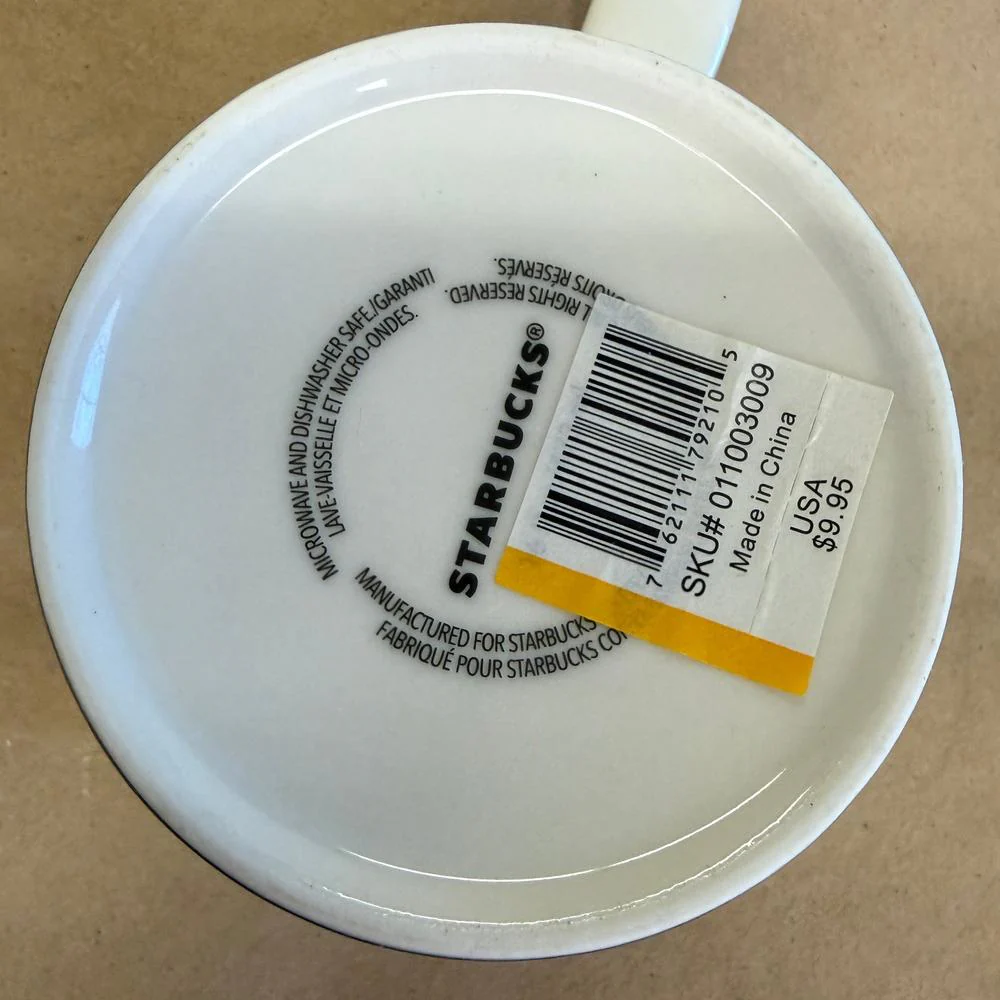 MICROWAVE AND DISHWASHER SAFE./GARANTI
LAVE-VAISSELLE ET MICRO-ONDES.
RIGHTS RESERVED.
DROITS RÉSERVÉS.
STARBUCKS®
MANUFACTURED FOR STARBUCKS
FABRIQUÉ POUR STARBUCKS
7 62111 79210 5
SKU# 011003009
Made in China
USA
$9.95